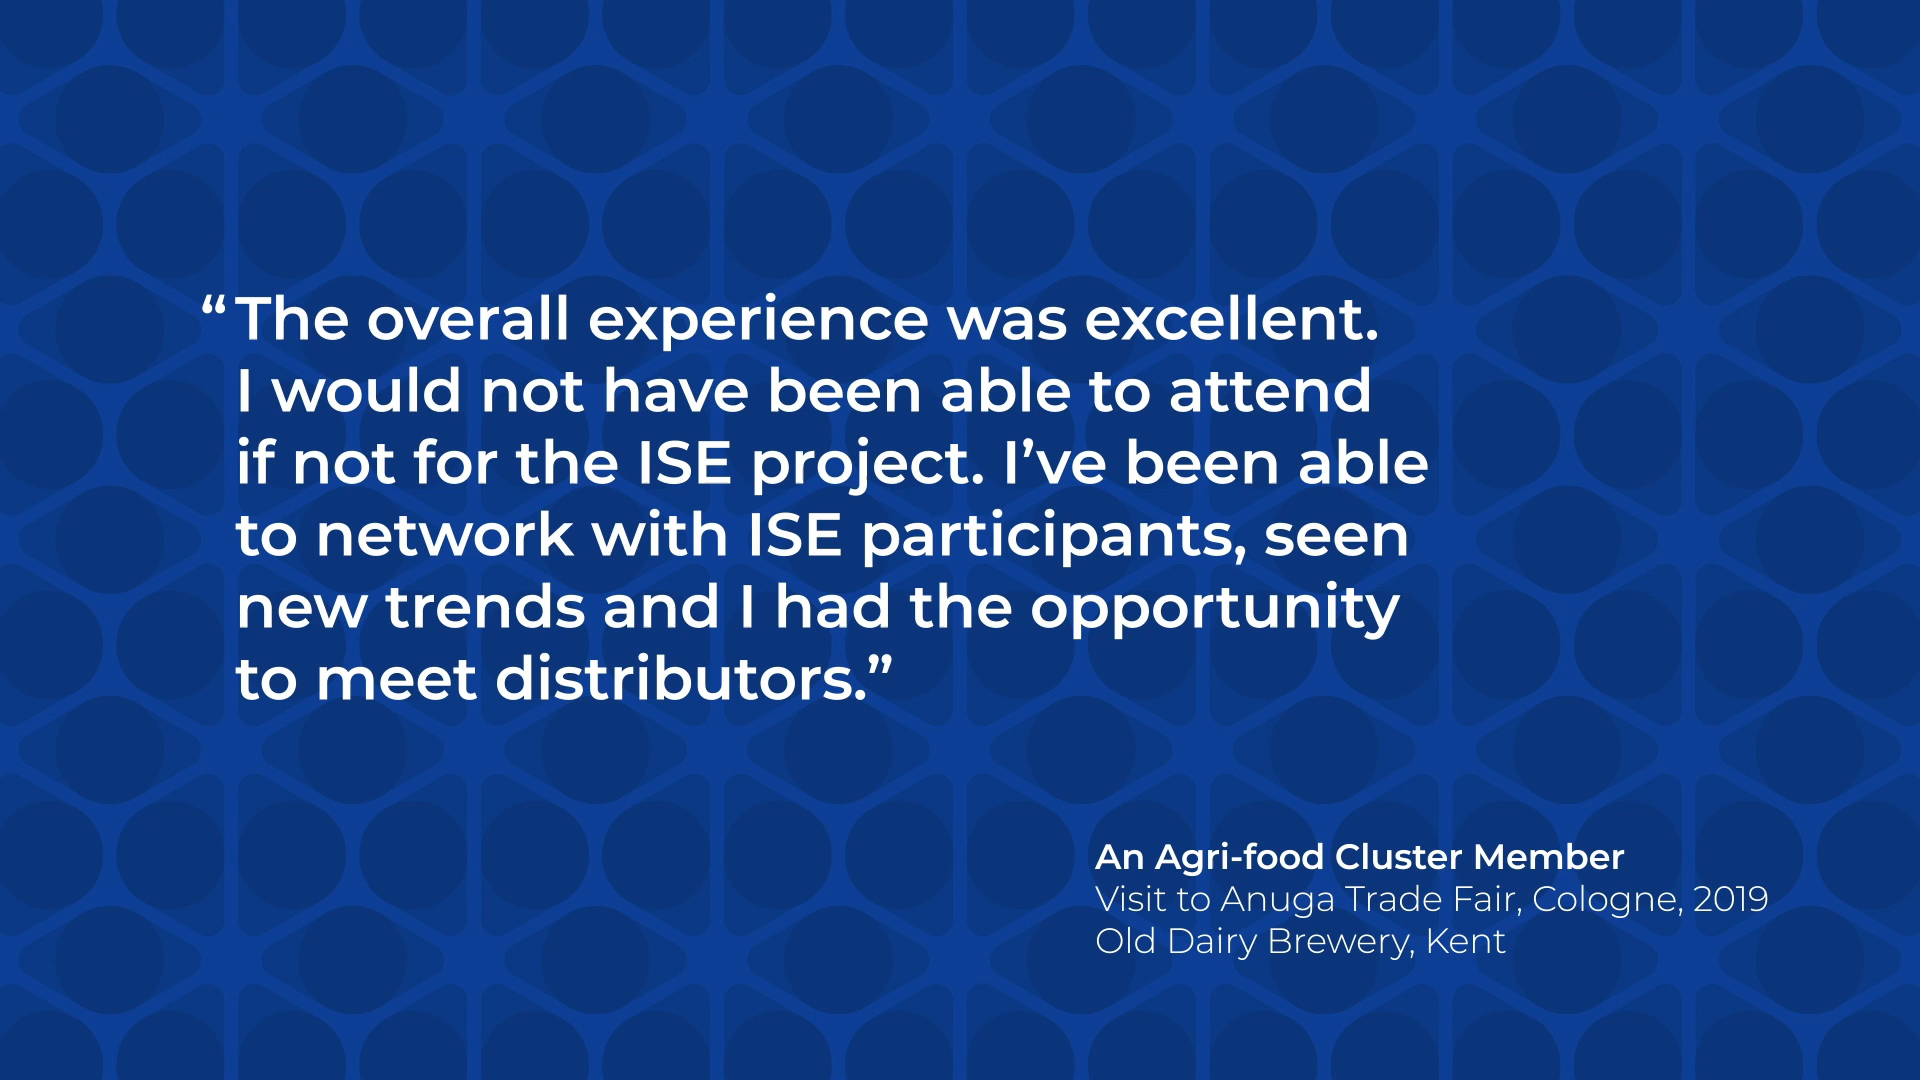 “The overall experience was excellent.
I would not have been able to attend
if not for the ISE project. I’ve been able
to network with ISE participants, seen
new trends and I had the opportunity
to meet distributors.”
An Agri-food Cluster Member
Visit to Anuga Trade Fair, Cologne, 2019
Old Dairy Brewery, Kent